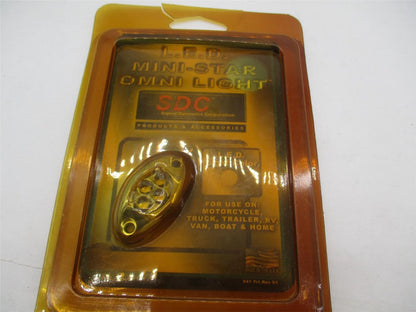 L.E.D.
MINI-STAR
OMNI LIGHT
SDC
PRODUCTS & ACCESSORIES
L.E.D.
FOR USE ON:
MOTORCYCLE,
TRUCK, TRAILER, RV,
VAN, BOAT & HOME